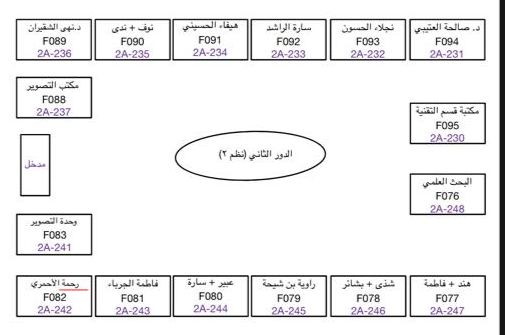 د. صالحة العتيبي
F094
2A-231
نجلاء الحسون
F093
2A-232
سارة الراشد
F092
2A-233
هيفاء الحسيني
F091
2A-234
نوف + ندى
F090
2A-235
د.نهى الشقيران
F089
2A-236
مكتب التصوير
F088
2A-237
مكتبة قسم التقنية
F095
2A-230
مدخل
الدور الثاني (نظم ٢)
البحث العلمي
F076
2A-248
وحدة التصوير
F083
2A-241
هند + فاطمة
F077
2A-247
شذى + بشائر
F078
2A-246
راوية بن شيحة
F079
2A-245
عبير + سارة
F080
2A-244
فاطمة الجرباء
F081
2A-243
رحمة الأحمري
F082
2A-242